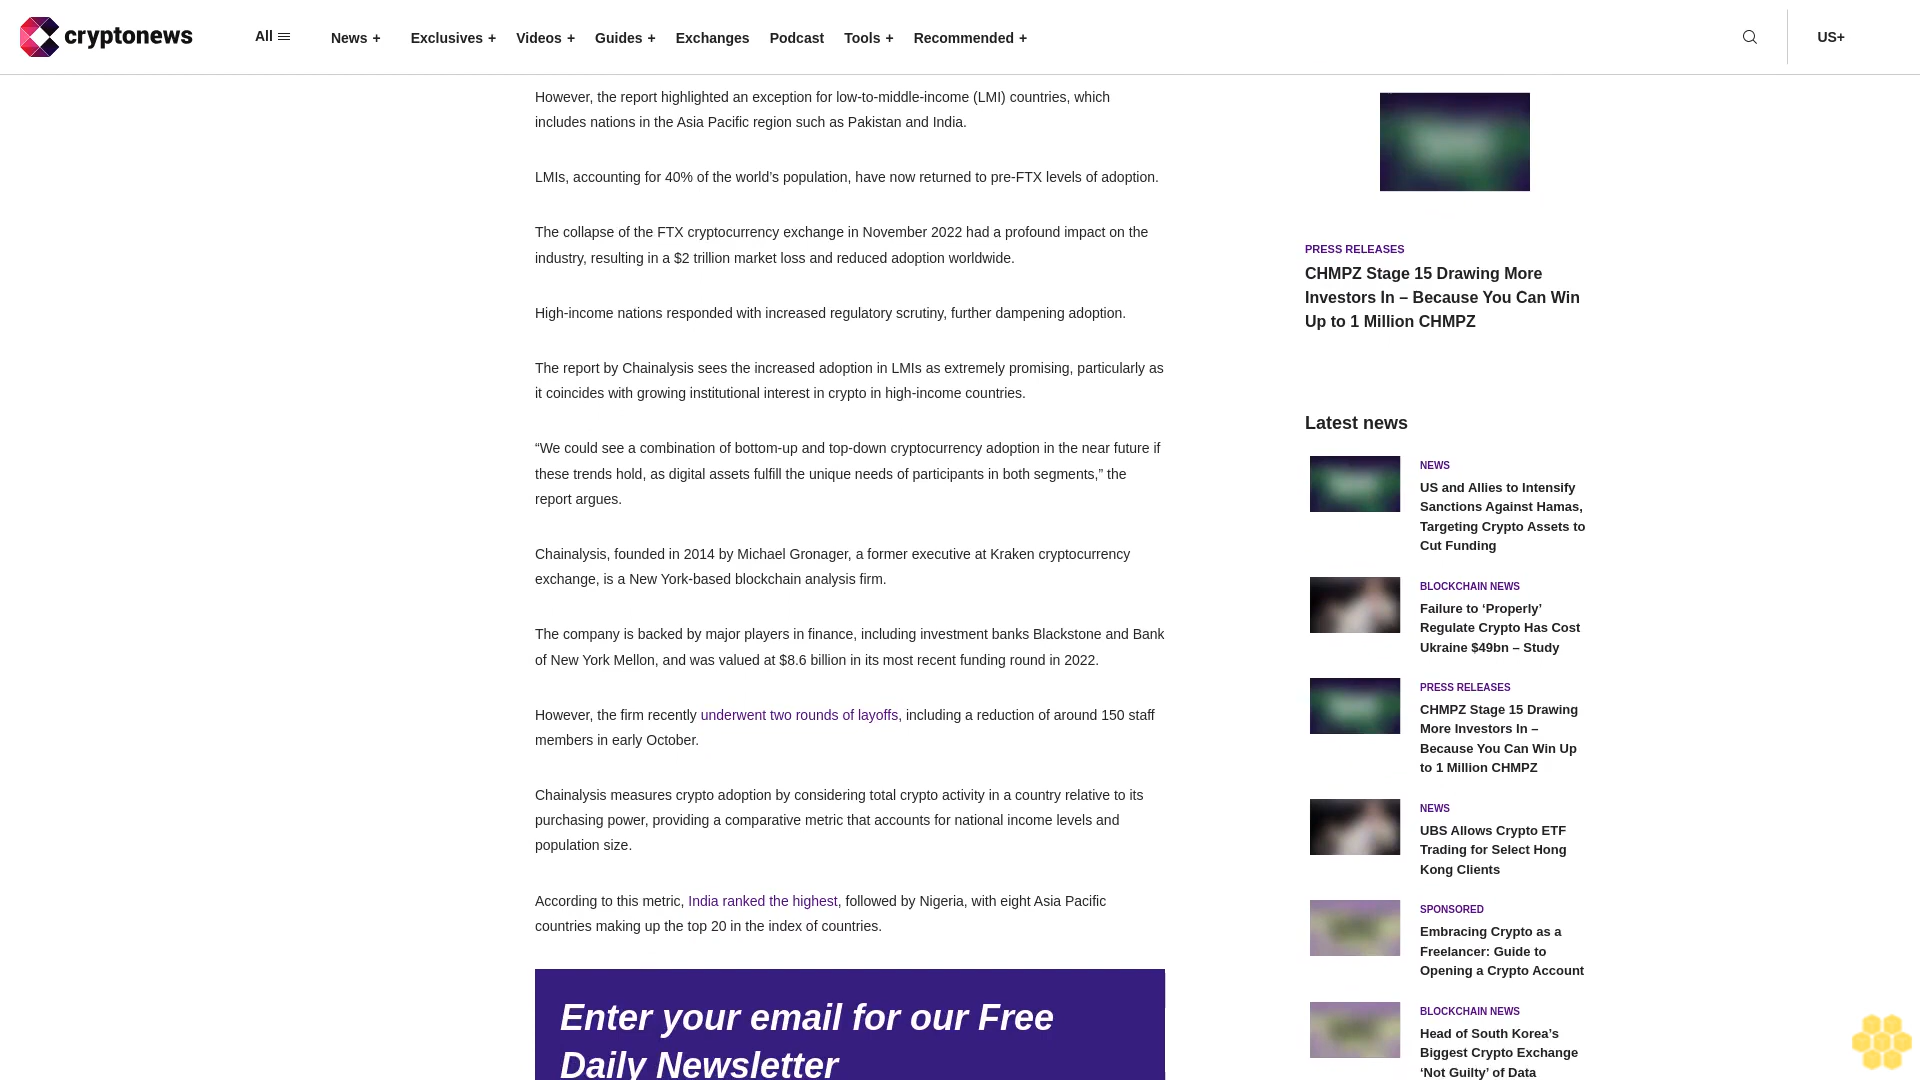 cryptonews
All
News +
Exclusives +
Videos +
Guides +
Exchanges
Podcast
Tools +
Recommended +
US+
However, the report highlighted an exception for low-to-middle-income (LMI) countries, which
includes nations in the Asia Pacific region such as Pakistan and India.
LMIs, accounting for 40% of the world’s population, have now returned to pre-FTX levels of adoption.
The collapse of the FTX cryptocurrency exchange in November 2022 had a profound impact on the
industry, resulting in a $2 trillion market loss and reduced adoption worldwide.
High-income nations responded with increased regulatory scrutiny, further dampening adoption.
The report by Chainalysis sees the increased adoption in LMIs as extremely promising, particularly as
it coincides with growing institutional interest in crypto in high-income countries.
“We could see a combination of bottom-up and top-down cryptocurrency adoption in the near future if
these trends hold, as digital assets fulfill the unique needs of participants in both segments,” the
report argues.
Chainalysis, founded in 2014 by Michael Gronager, a former executive at Kraken cryptocurrency
exchange, is a New York-based blockchain analysis firm.
The company is backed by major players in finance, including investment banks Blackstone and Bank
of New York Mellon, and was valued at $8.6 billion in its most recent funding round in 2022.
However, the firm recently underwent two rounds of layoffs, including a reduction of around 150 staff
members in early October.
Chainalysis measures crypto adoption by considering total crypto activity in a country relative to its
purchasing power, providing a comparative metric that accounts for national income levels and
population size.
According to this metric, India ranked the highest, followed by Nigeria, with eight Asia Pacific
countries making up the top 20 in the index of countries.
Enter your email for our Free
Daily Newsletter
PRESS RELEASES
CHMPZ Stage 15 Drawing More
Investors In – Because You Can Win
Up to 1 Million CHMPZ
Latest news
NEWS
US and Allies to Intensify
Sanctions Against Hamas,
Targeting Crypto Assets to
Cut Funding
BLOCKCHAIN NEWS
Failure to ‘Properly’
Regulate Crypto Has Cost
Ukraine $49bn – Study
PRESS RELEASES
CHMPZ Stage 15 Drawing
More Investors In –
Because You Can Win Up
to 1 Million CHMPZ
NEWS
UBS Allows Crypto ETF
Trading for Select Hong
Kong Clients
SPONSORED
Embracing Crypto as a
Freelancer: Guide to
Opening a Crypto Account
BLOCKCHAIN NEWS
Head of South Korea’s
Biggest Crypto Exchange
‘Not Guilty’ of Data